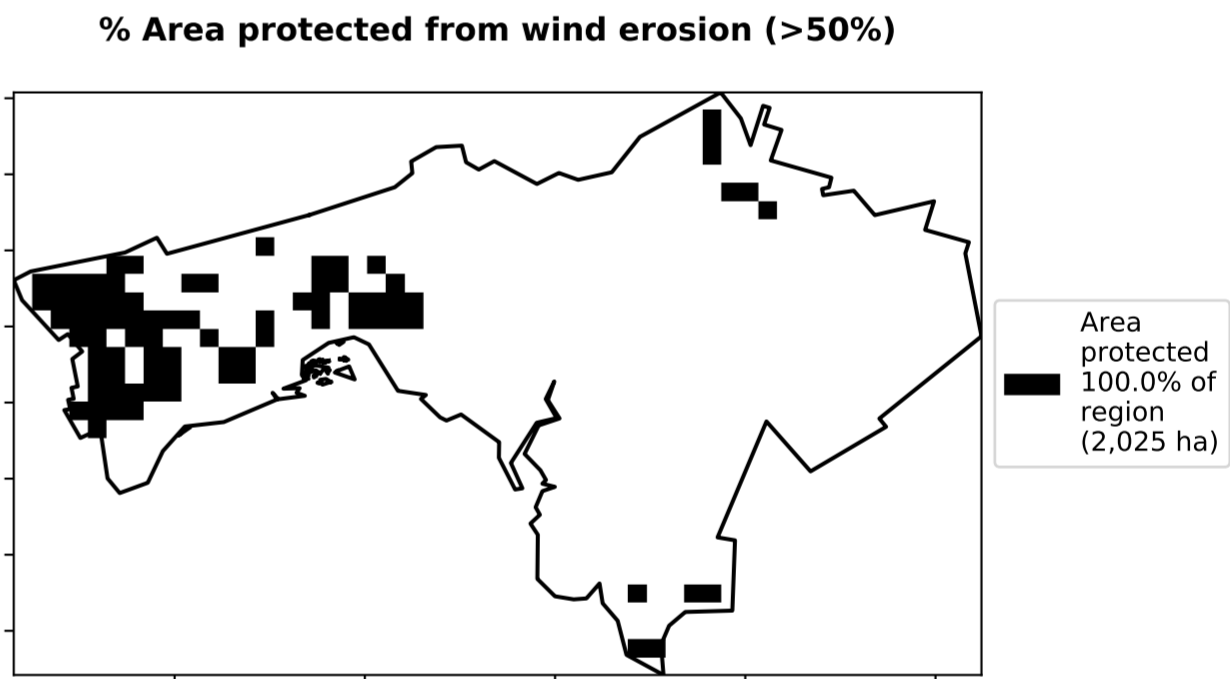 % Area protected from wind erosion (>50%)
Area
protected
100.0% of
region
(2,025 ha)